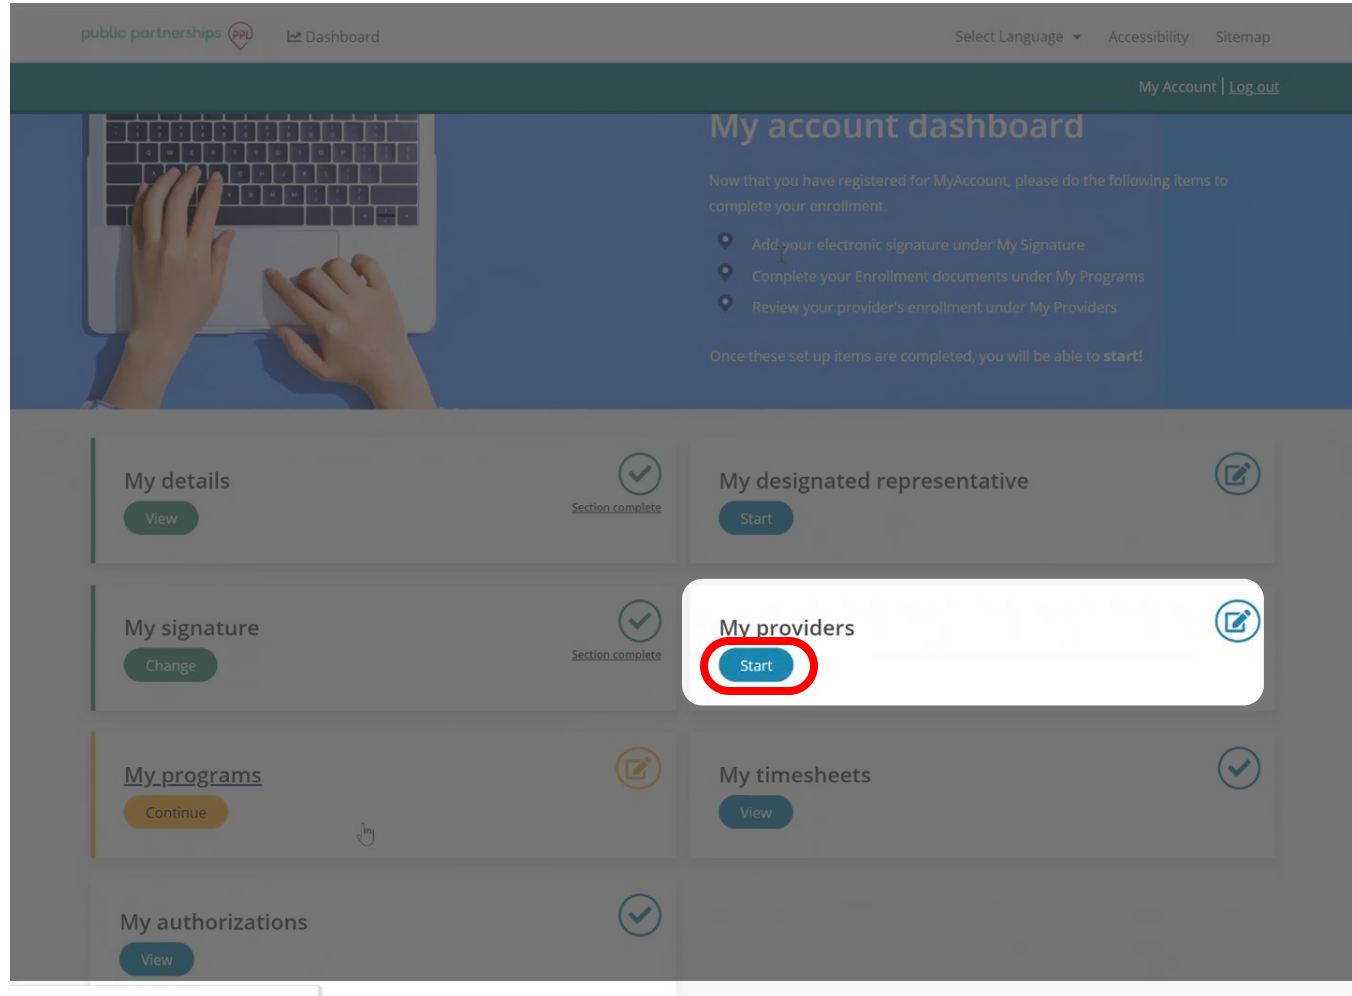 public partnerships PPL Dashboard Select Language Accessibility Sitemap
My Account | Log out
My account dashboard
Now that you have registered for MyAccount, please do the following items to
complete your enrollment.
Add your electronic signature under My Signature
Complete your Enrollment documents under My Programs
Review your provider's enrollment under My Providers
Once these set up items are completed, you will be able to start!
My details
View
Section complete
My designated representative
Start
My signature
Change
Section complete
My providers
Start
My programs
Continue
My timesheets
View
My authorizations
View